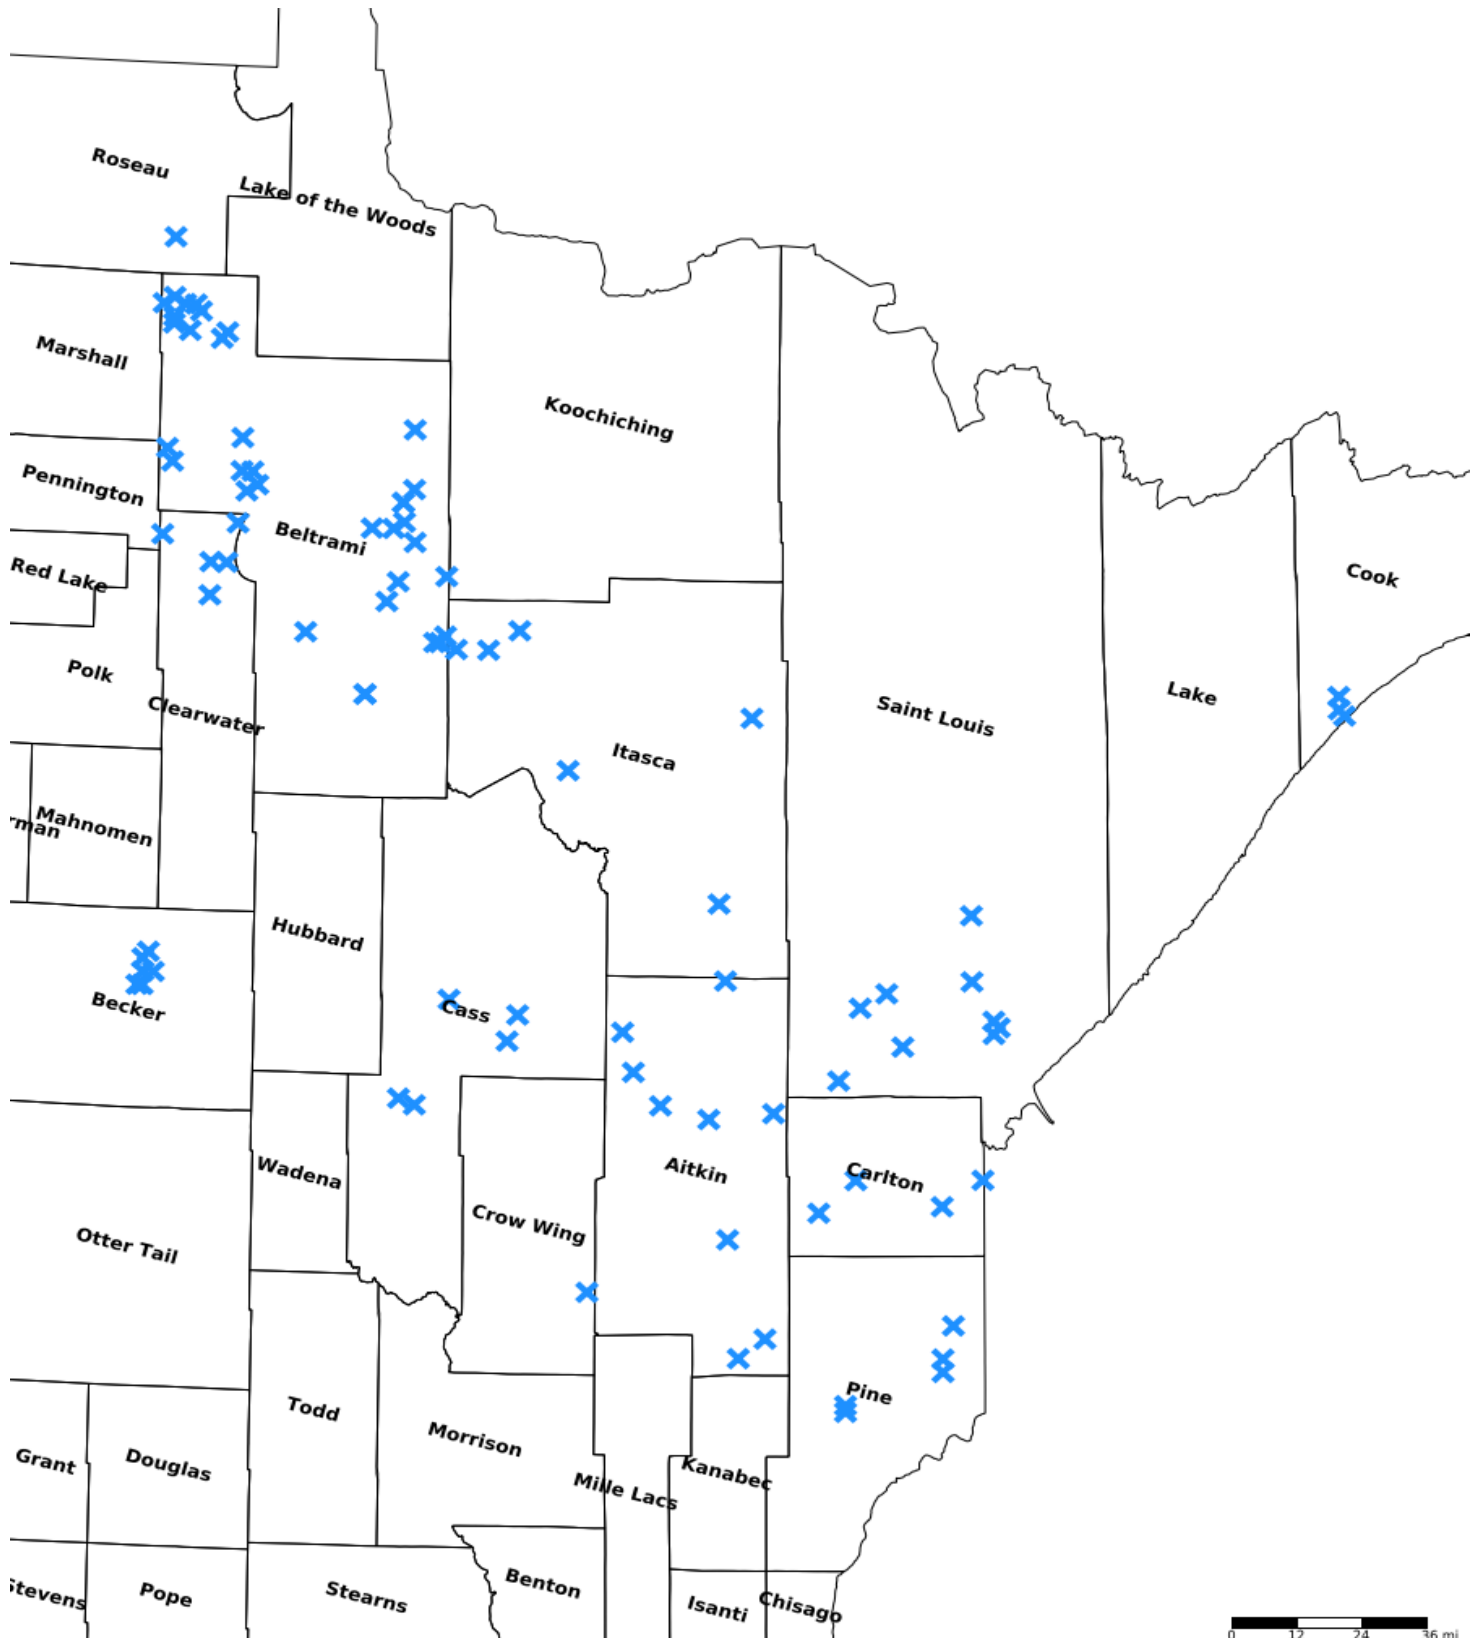 Roseau
Lake of the Woods
Marshall
Koochiching
Pennington
Beltrami
Red Lake
Cook
Polk
Clearwater
Lake
Saint Louis
Itasca
rman
Mahnomen
Hubbard
Becker
Cass
Wadena
Aitkin
Carlton
Crow Wing
Otter Tail
Todd
Pine
Morrison
Grant
Douglas
Kanabec
Mille Lacs
Stevens
Pope
Stearns
Benton
Isanti
Chisago
0 12 24 36 mi